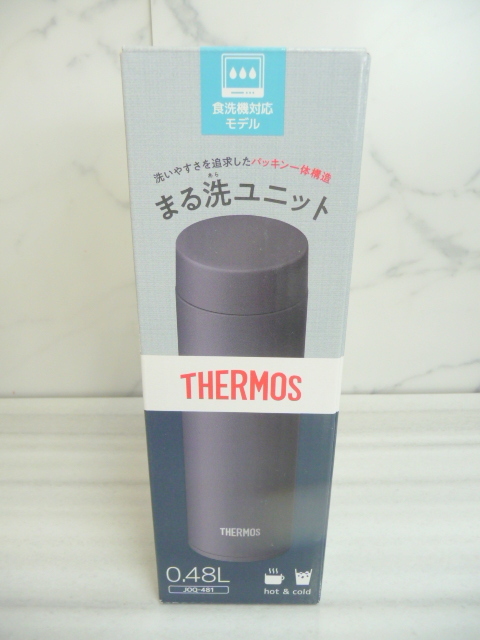 食洗機対応
モデル
洗いやすさを追求したパッキン一体構造
あら
まる洗ユニット
THERMOS
THERMOS
0.48L
JOQ-481
hot & cold